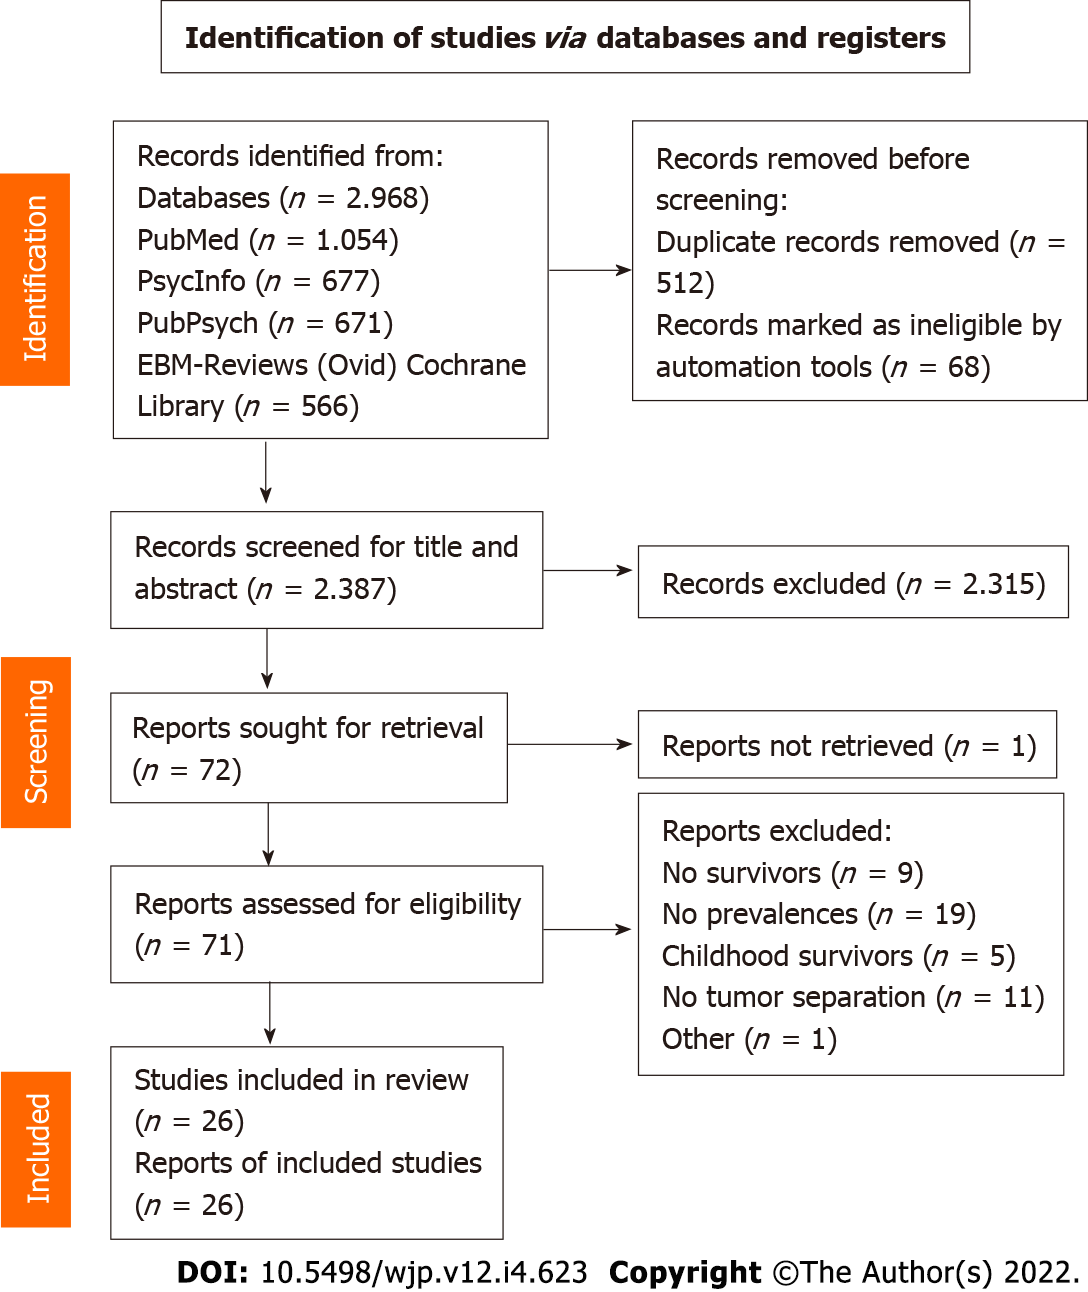 Identification of studies via databases and registers
Identification
Records identified from:
Databases (n = 2.968)
PubMed (n = 1.054)
PsycInfo (n = 677)
PubPsych (n = 671)
EBM-Reviews (Ovid) Cochrane
Library (n = 566)
Records removed before
screening:
Duplicate records removed (n =
512)
Records marked as ineligible by
automation tools (n = 68)
Screening
Records screened for title and
abstract (n = 2.387)
Records excluded (n = 2.315)
Reports sought for retrieval
(n = 72)
Reports not retrieved (n = 1)
Reports assessed for eligibility
(n = 71)
Reports excluded:
No survivors (n = 9)
No prevalences (n = 19)
Childhood survivors (n = 5)
No tumor separation (n = 11)
Other (n = 1)
Included
Studies included in review
(n = 26)
Reports of included studies
(n = 26)
DOI: 10.5498/wjp.v12.i4.623 Copyright ©The Author(s) 2022.